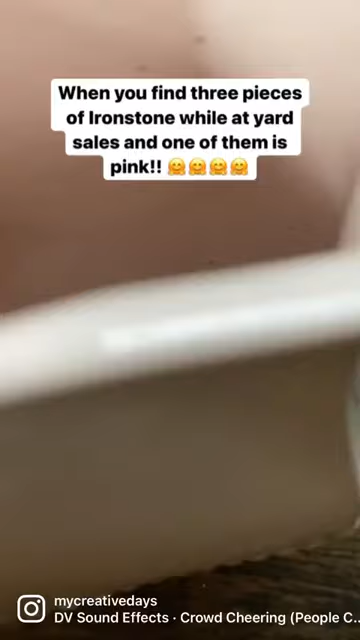 When you find three pieces
of Ironstone while at yard
sales and one of them is
pink!! 🤗🤗🤗🤗
mycreativedays
DV Sound Effects · Crowd Cheering (People C...